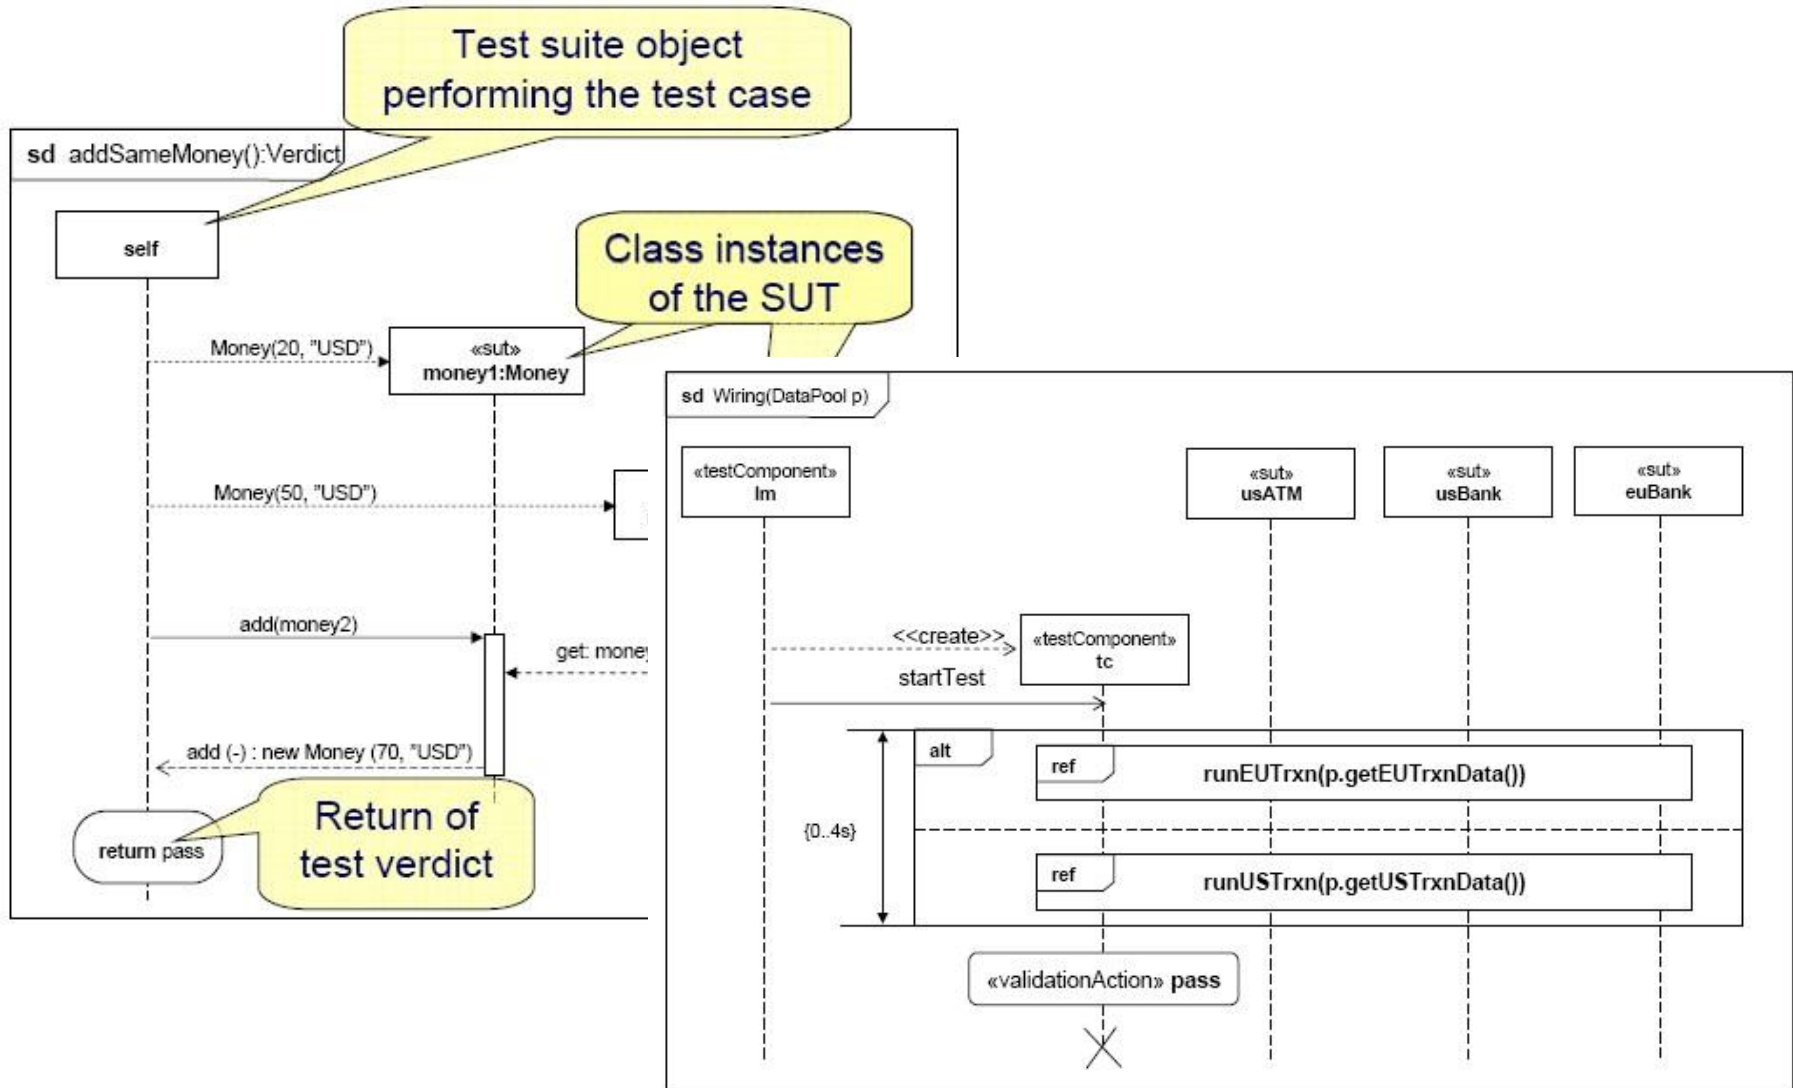 Test suite object
performing the test case
sd addSameMoney():Verdict
self
Class instances
of the SUT
Money(20, "USD")
«sut»
money1:Money
Money(50, "USD")
add(money2)
get: money
add (-) : new Money (70, "USD")
Return of
test verdict
return pass
sd Wiring(DataPool p)
«testComponent»
lm
«sut»
usATM
«sut»
usBank
«sut»
euBank
<<create>>
«testComponent»
tc
startTest
alt
ref
runEUTrxn(p.getEUTrxnData())
{0..4s}
ref
runUSTrxn(p.getUSTrxnData())
«validationAction» pass